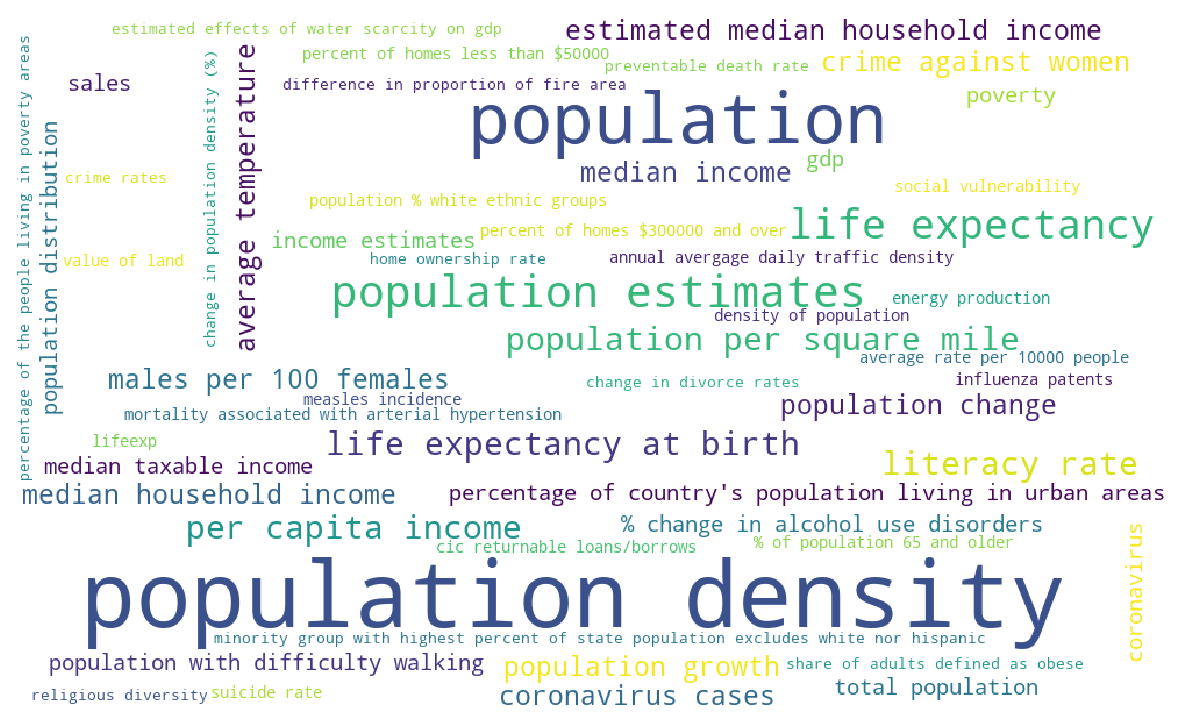 estimated effects of water scarcity on gdp
estimated median household income
percent of homes less than $50000
preventable death rate
crime against women
sales
difference in proportion of fire area
poverty
population
percentage of the people living in poverty areas
population distribution
change in population density (%)
average temperature
median income
gdp
crime rates
social vulnerability
population % white ethnic groups
life expectancy
income estimates
percent of homes $300000 and over
value of land
home ownership rate
annual avergage daily traffic density
population estimates
energy production
density of population
population per square mile
average rate per 10000 people
males per 100 females
change in divorce rates
influenza patents
measles incidence
population change
mortality associated with arterial hypertension
lifeexp
life expectancy at birth
median taxable income
literacy rate
median household income
percentage of country's population living in urban areas
per capita income
% change in alcohol use disorders
cic returnable loans/borrows
% of population 65 and older
coronavirus
population density
minority group with highest percent of state population excludes white nor hispanic
population with difficulty walking
population growth
share of adults defined as obese
religious diversity
suicide rate
coronavirus cases
total population